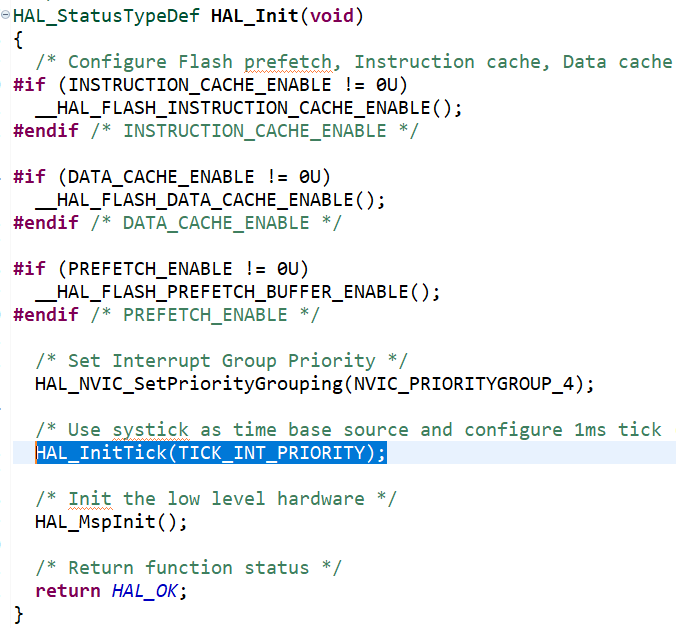 HAL_StatusTypeDef HAL_Init(void)
{
  /* Configure Flash prefetch, Instruction cache, Data cache
#if (INSTRUCTION_CACHE_ENABLE != 0U)
  __HAL_FLASH_INSTRUCTION_CACHE_ENABLE();
#endif /* INSTRUCTION_CACHE_ENABLE */

#if (DATA_CACHE_ENABLE != 0U)
  __HAL_FLASH_DATA_CACHE_ENABLE();
#endif /* DATA_CACHE_ENABLE */

#if (PREFETCH_ENABLE != 0U)
  __HAL_FLASH_PREFETCH_BUFFER_ENABLE();
#endif /* PREFETCH_ENABLE */

  /* Set Interrupt Group Priority */
  HAL_NVIC_SetPriorityGrouping(NVIC_PRIORITYGROUP_4);

  /* Use systick as time base source and configure 1ms tick
  HAL_InitTick(TICK_INT_PRIORITY);

  /* Init the low level hardware */
  HAL_MspInit();

  /* Return function status */
  return HAL_OK;
}